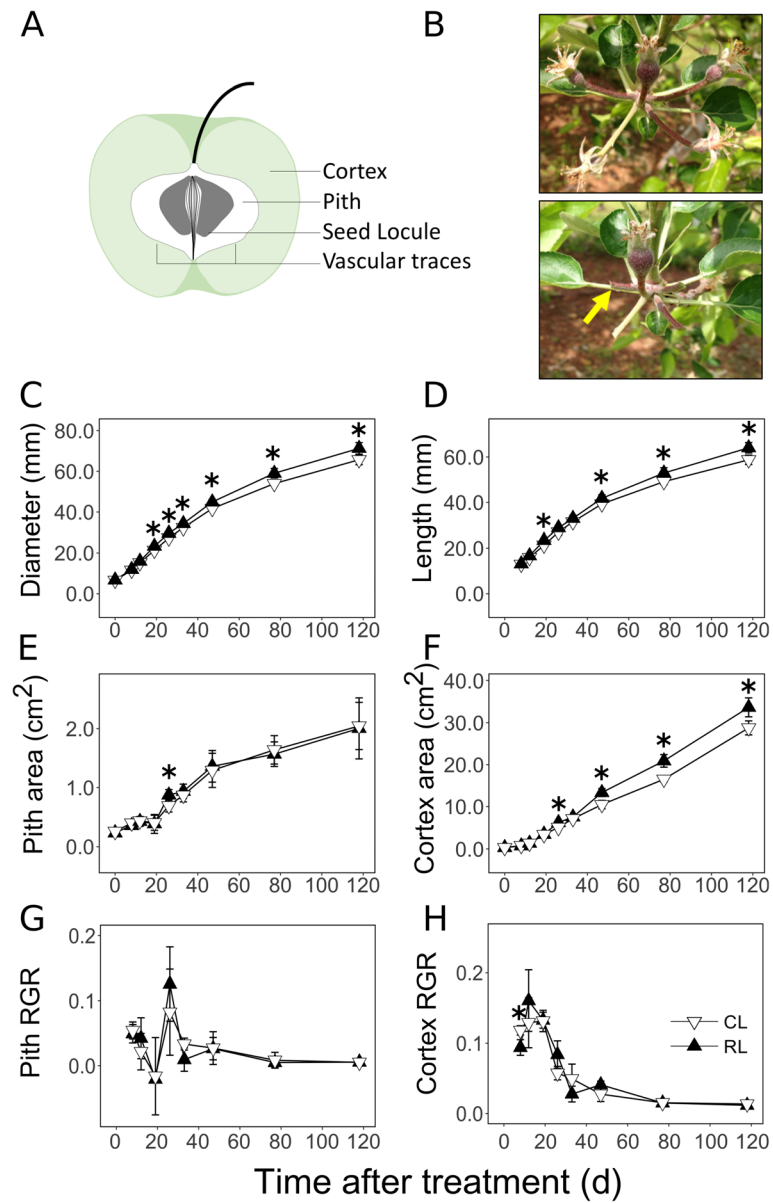 A
B
Cortex
Pith
Seed Locule
Vascular traces
C
D
Diameter (mm)
80.0
60.0
40.0
20.0
0.0
* * * * * *
0 20 40 60 80 100 120
Length (mm)
60.0
40.0
20.0
0.0
* * * *
0 20 40 60 80 100 120
E
F
Pith area (cm2)
2.0
1.0
0.0
*
0 20 40 60 80 100 120
Cortex area (cm2)
40.0
30.0
20.0
10.0
0.0
* * * *
0 20 40 60 80 100 120
G
H
Pith RGR
0.2
0.1
0.0
0 20 40 60 80 100 120
Cortex RGR
0.2
0.1
0.0
*
CL
RL
0 20 40 60 80 100 120
Time after treatment (d)